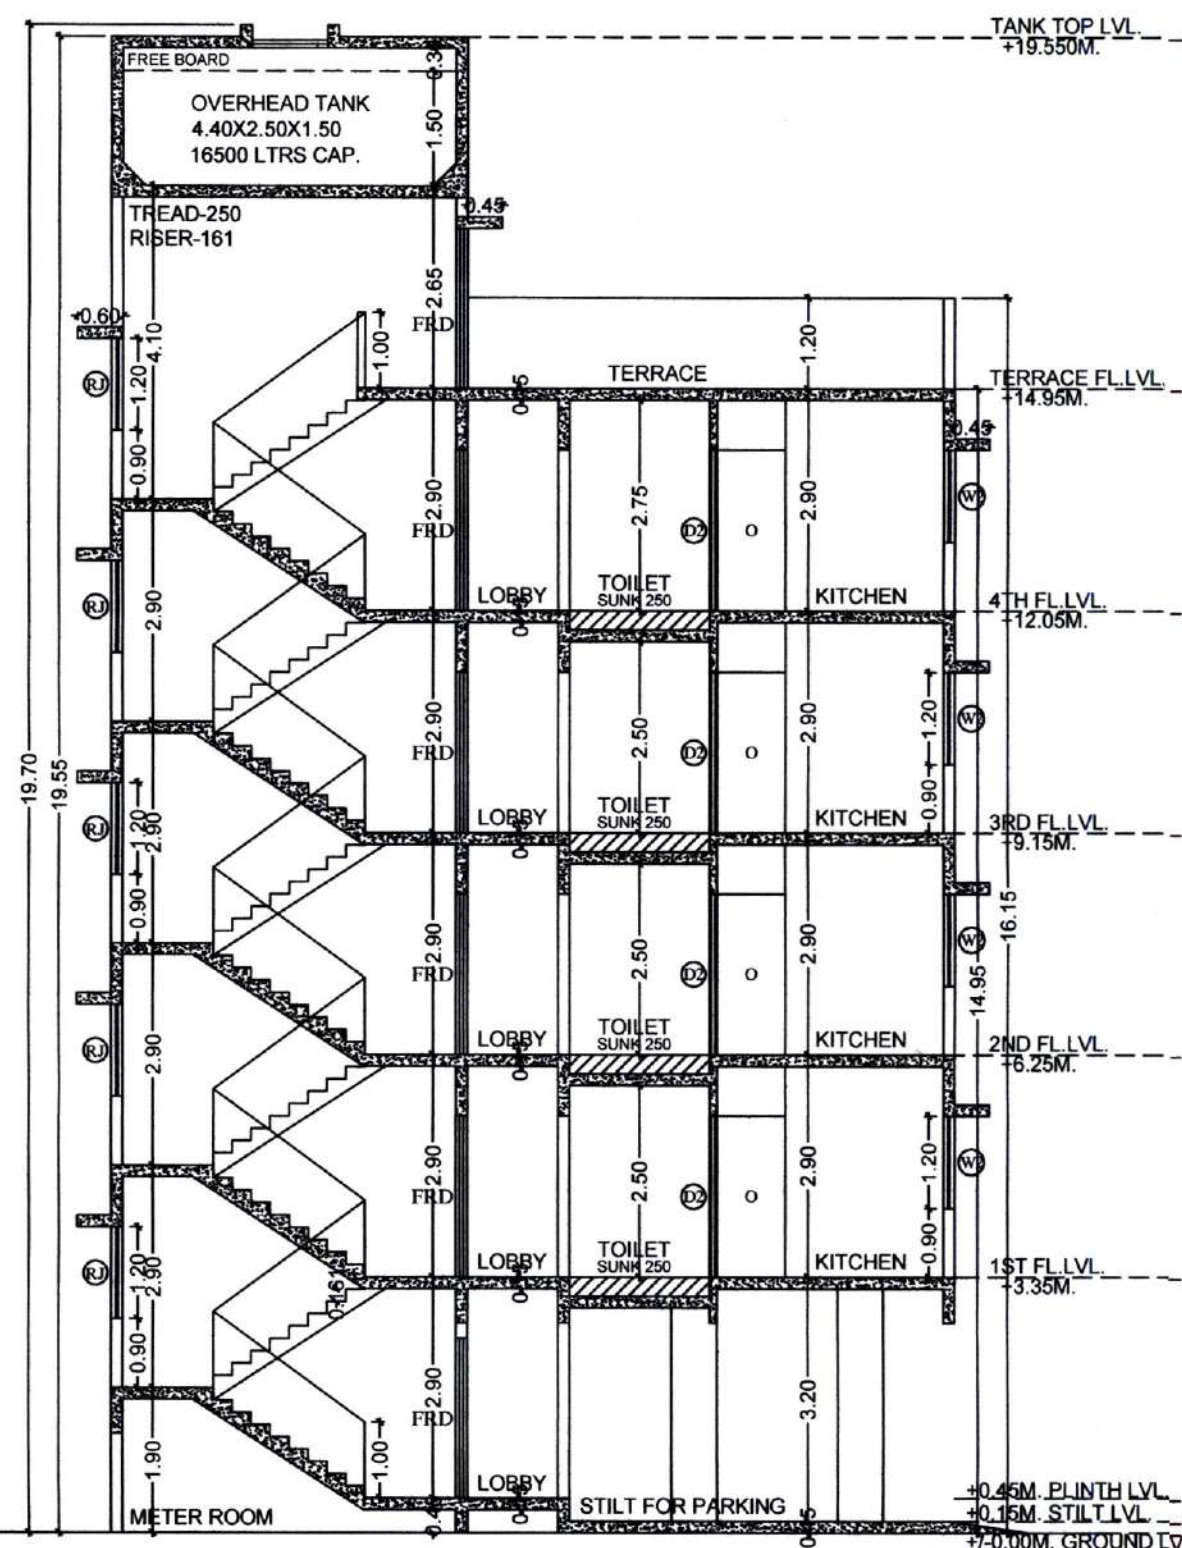 TANK TOP LVL.
+19.550M.
FREE BOARD
OVERHEAD TANK
4.40X2.50X1.50
16500 LTRS CAP.
1.50
TREAD-250
RISER-161
0.45
2.65
4.10
0.60
FRD
1.00
1.20
RJ
1.20
0.90
TERRACE
TERRACE FL.LVL.
+14.95M.
0.45
W
2.90
FRD
2.75
D2
O
2.90
LOBBY
TOILET
SUNK 250
KITCHEN
4TH FL.LVL.
+12.05M.
RJ
2.90
2.90
FRD
2.50
D2
O
2.90
1.20
0.90
W
LOBBY
TOILET
SUNK 250
KITCHEN
3RD FL.LVL.
+9.15M.
19.70
19.55
RJ
1.20
2.90
0.90
2.90
FRD
2.50
D2
O
2.90
W
16.15
14.95
LOBBY
TOILET
SUNK 250
KITCHEN
2ND FL.LVL.
+6.25M.
RJ
2.90
2.90
FRD
2.50
D2
O
2.90
1.20
0.90
W
LOBBY
TOILET
SUNK 250
KITCHEN
1ST FL.LVL.
+3.35M.
RJ
1.20
2.90
0.90
0.161
2.90
FRD
3.20
1.90
1.00
LOBBY
METER ROOM
STILT FOR PARKING
+0.45M. PLINTH LVL.
+0.15M. STILT LVL.
+/-0.00M. GROUND LV